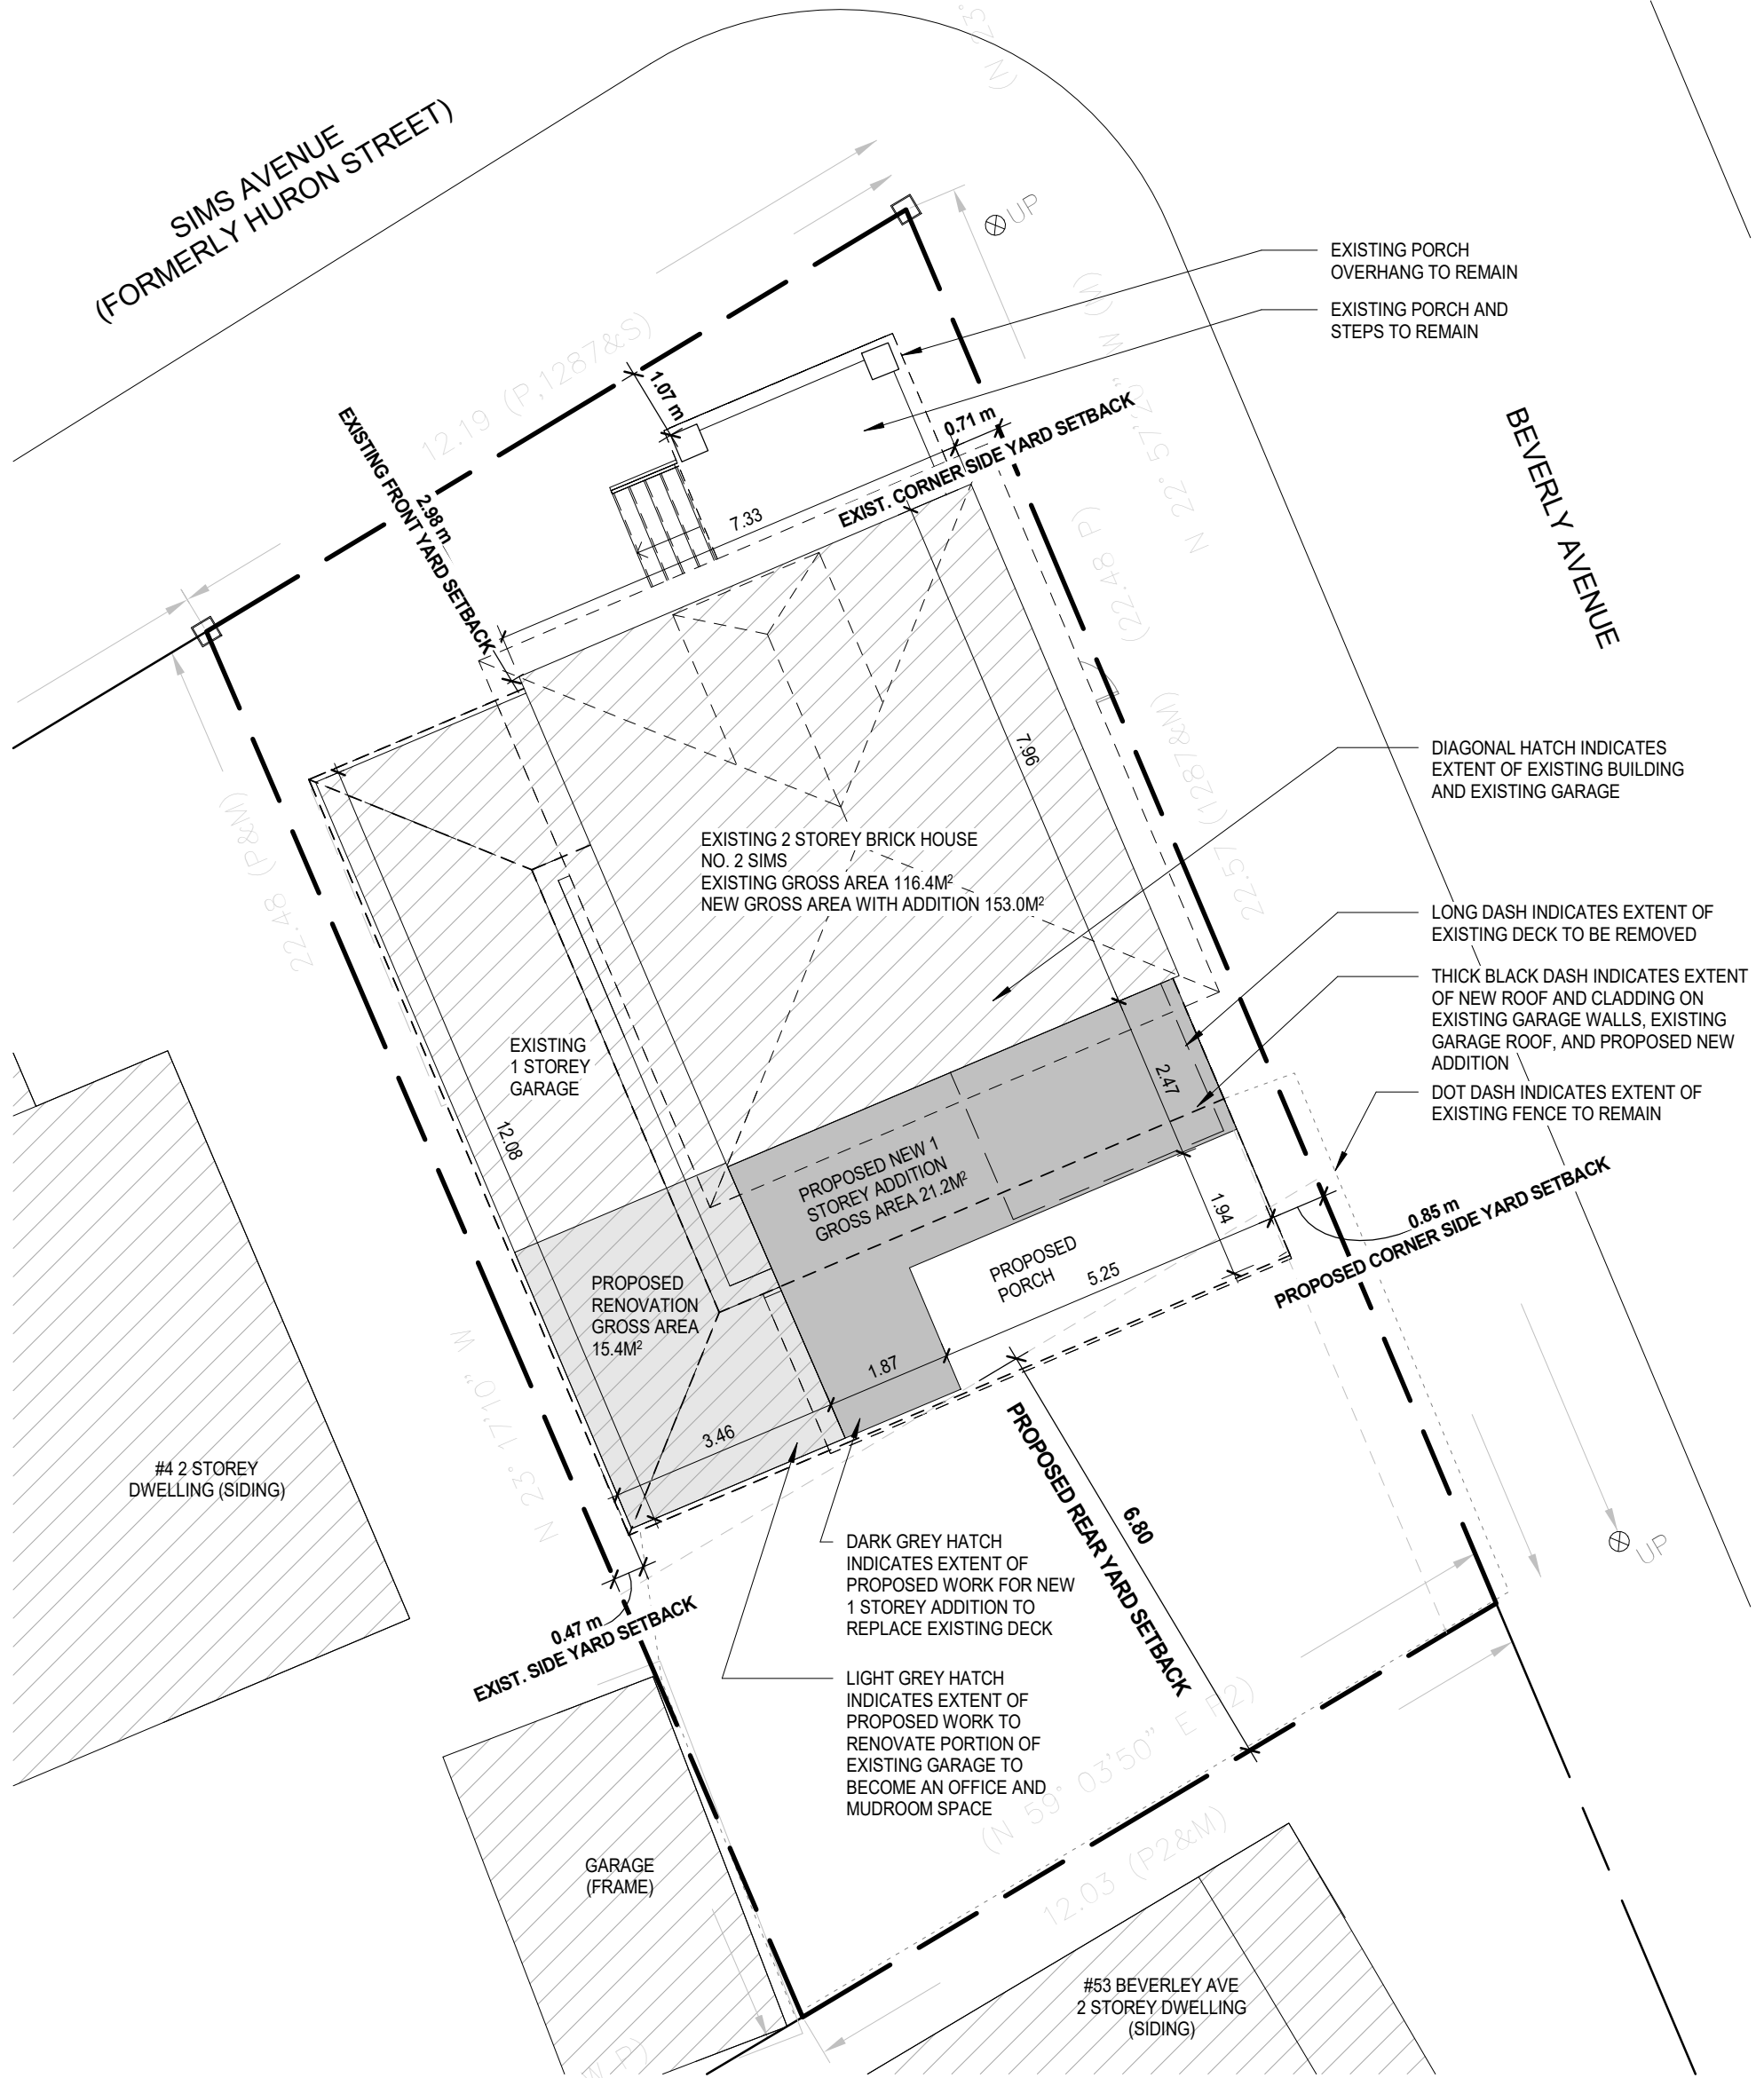 SIMS AVENUE
(FORMERLY HURON STREET)
UP
EXISTING PORCH
OVERHANG TO REMAIN
EXISTING PORCH AND
STEPS TO REMAIN
12.19 (P,1287&S)
1.07 m
0.71 m
EXIST. CORNER SIDE YARD SETBACK
2.98 m
EXISTING FRONT YARD SETBACK
7.33
N 22° 57'20" W (M)
(22.48 P)
22.57 (1287&M)
BEVERLY AVENUE
7.96
22.48 (P&M)
DIAGONAL HATCH INDICATES
EXTENT OF EXISTING BUILDING
AND EXISTING GARAGE
EXISTING 2 STOREY BRICK HOUSE
NO. 2 SIMS
EXISTING GROSS AREA 116.4M²
NEW GROSS AREA WITH ADDITION 153.0M²
LONG DASH INDICATES EXTENT OF
EXISTING DECK TO BE REMOVED
THICK BLACK DASH INDICATES EXTENT
OF NEW ROOF AND CLADDING ON
EXISTING GARAGE WALLS, EXISTING
GARAGE ROOF, AND PROPOSED NEW
ADDITION
DOT DASH INDICATES EXTENT OF
EXISTING FENCE TO REMAIN
EXISTING
1 STOREY
GARAGE
12.08
2.47
PROPOSED NEW 1
STOREY ADDITION
GROSS AREA 21.2M²
1.94
0.85 m
PROPOSED CORNER SIDE YARD SETBACK
PROPOSED
PORCH
5.25
PROPOSED
RENOVATION
GROSS AREA
15.4M²
1.87
3.46
N 23° 17'10" W
#4 2 STOREY
DWELLING (SIDING)
6.80
PROPOSED REAR YARD SETBACK
DARK GREY HATCH
INDICATES EXTENT OF
PROPOSED WORK FOR NEW
1 STOREY ADDITION TO
REPLACE EXISTING DECK
UP
0.47 m
EXIST. SIDE YARD SETBACK
LIGHT GREY HATCH
INDICATES EXTENT OF
PROPOSED WORK TO
RENOVATE PORTION OF
EXISTING GARAGE TO
BECOME AN OFFICE AND
MUDROOM SPACE
(N 59° 03'50" E P2)
12.03 (P2&M)
GARAGE
(FRAME)
#53 BEVERLEY AVE
2 STOREY DWELLING
(SIDING)